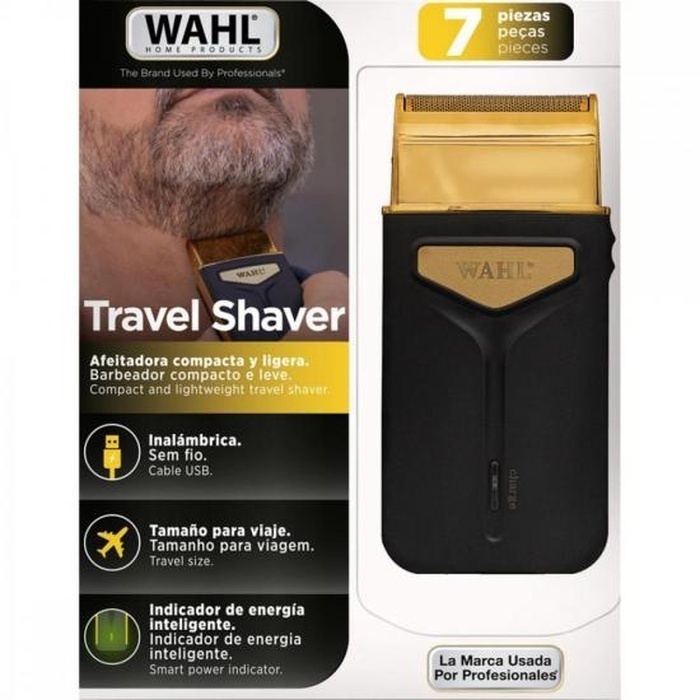 WAHL
HOME PRODUCTS
The Brand Used By Professionals®
7 piezas
peças
pieces
WAHL
WAHL®
Travel Shaver
Afeitadora compacta y ligera.
Barbeador compacto e leve.
Compact and lightweight travel shaver.
Inalámbrica.
Sem fio.
Cable USB.
charge
Tamaño para viaje.
Tamanho para viagem.
Travel size.
Indicador de energía
inteligente.
Indicador de energia
inteligente.
Smart power indicator.
La Marca Usada
Por Profesionales®